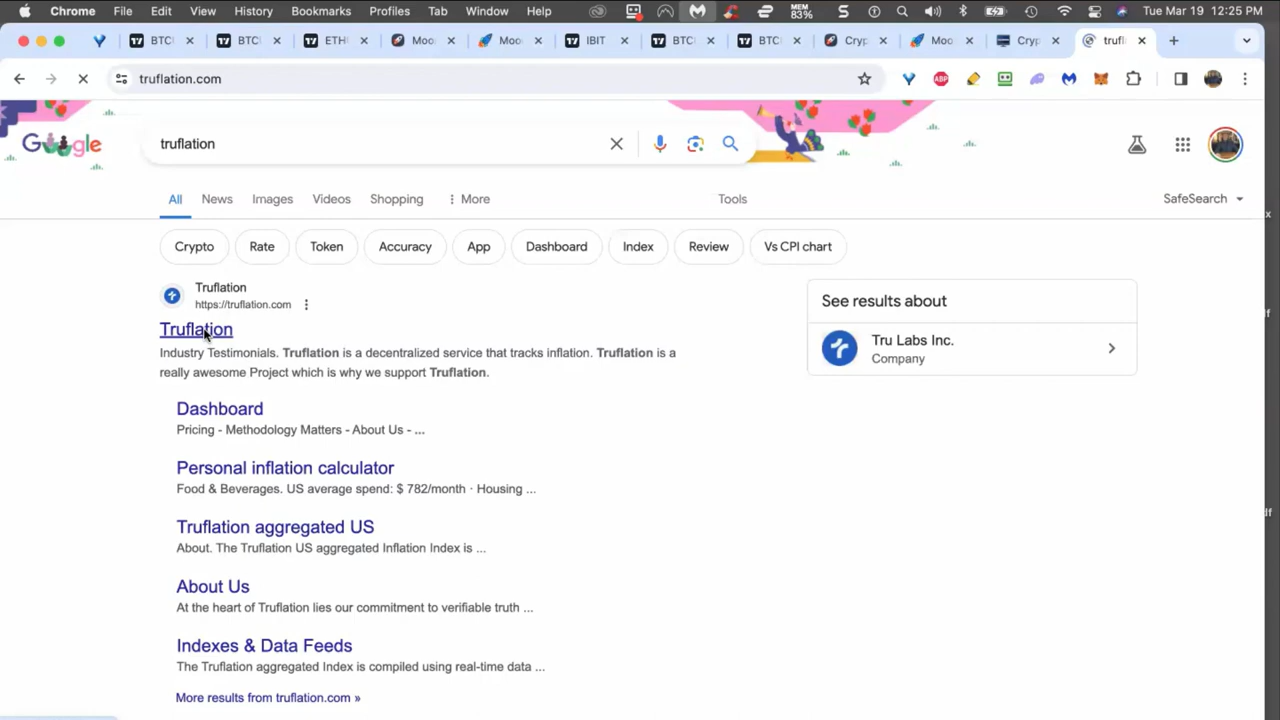 Chrome File Edit View History Bookmarks Profiles Tab Window Help MEM 83% Tue Mar 19 12:25 PM
BTC BTC ETH Moo Moo IBIT BTC BTC Cryp Moo Cryp trufl
truflation.com
Google
truflation
All News Images Videos Shopping More Tools SafeSearch
Crypto Rate Token Accuracy App Dashboard Index Review Vs CPI chart
Truflation
https://truflation.com
See results about
Truflation
Tru Labs Inc.
Company
Industry Testimonials. Truflation is a decentralized service that tracks inflation. Truflation is a
really awesome Project which is why we support Truflation.
Dashboard
Pricing - Methodology Matters - About Us - ...
Personal inflation calculator
Food & Beverages. US average spend: $ 782/month · Housing ...
Truflation aggregated US
About. The Truflation US aggregated Inflation Index is ...
About Us
At the heart of Truflation lies our commitment to verifiable truth ...
Indexes & Data Feeds
The Truflation aggregated Index is compiled using real-time data ...
More results from truflation.com »